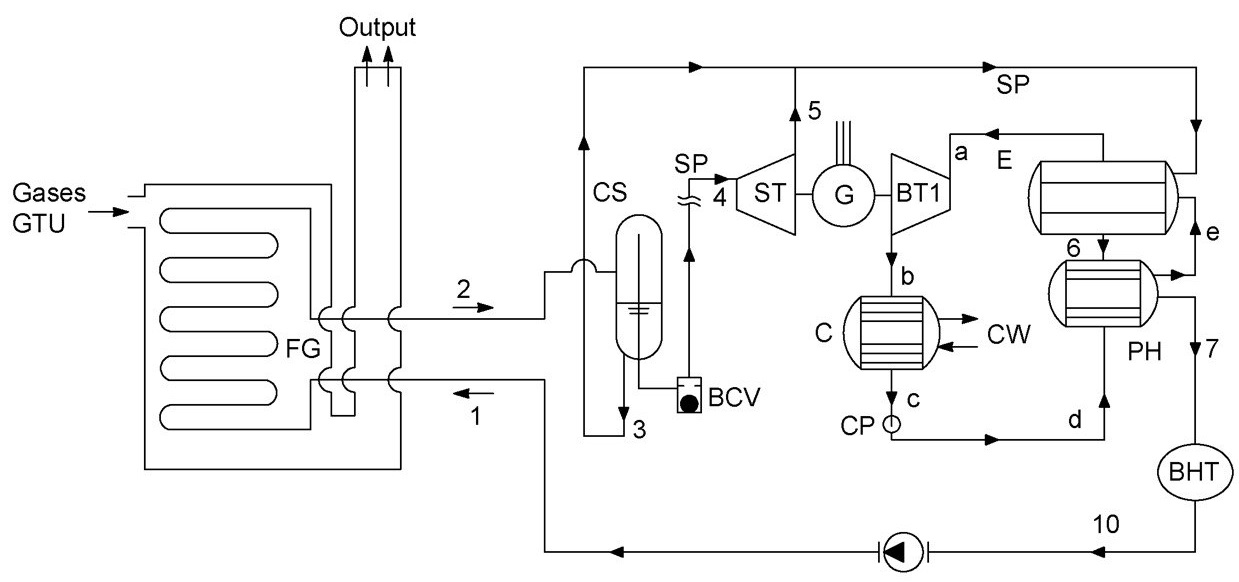 Output
SP
5
a
E
Gases
GTU
SP
4
CS
ST
G
BT1
e
6
2
b
FG
C
CW
PH
7
1
BCV
c
3
CP
d
BHT
10